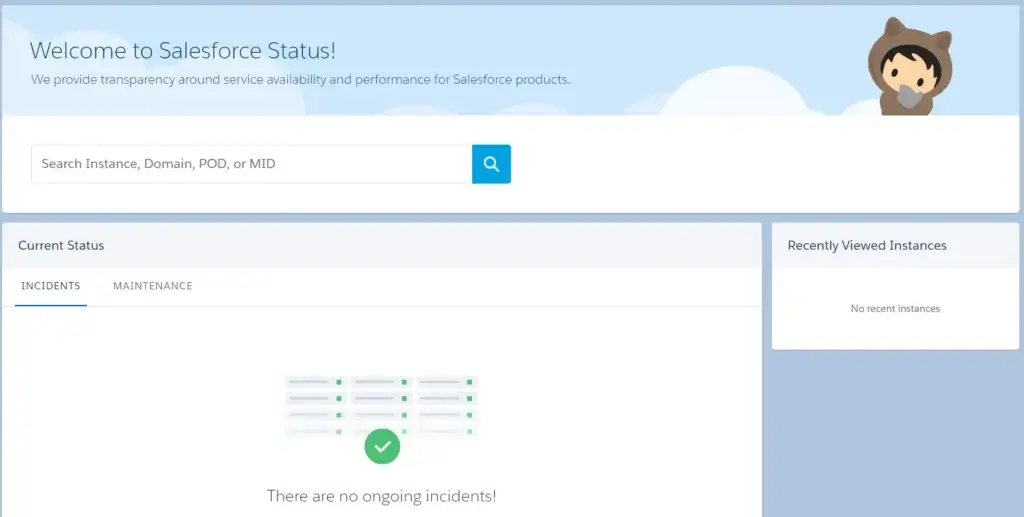 Welcome to Salesforce Status!
We provide transparency around service availability and performance for Salesforce products.
Search Instance, Domain, POD, or MID
Current Status
INCIDENTS
MAINTENANCE
There are no ongoing incidents!
Recently Viewed Instances
No recent instances